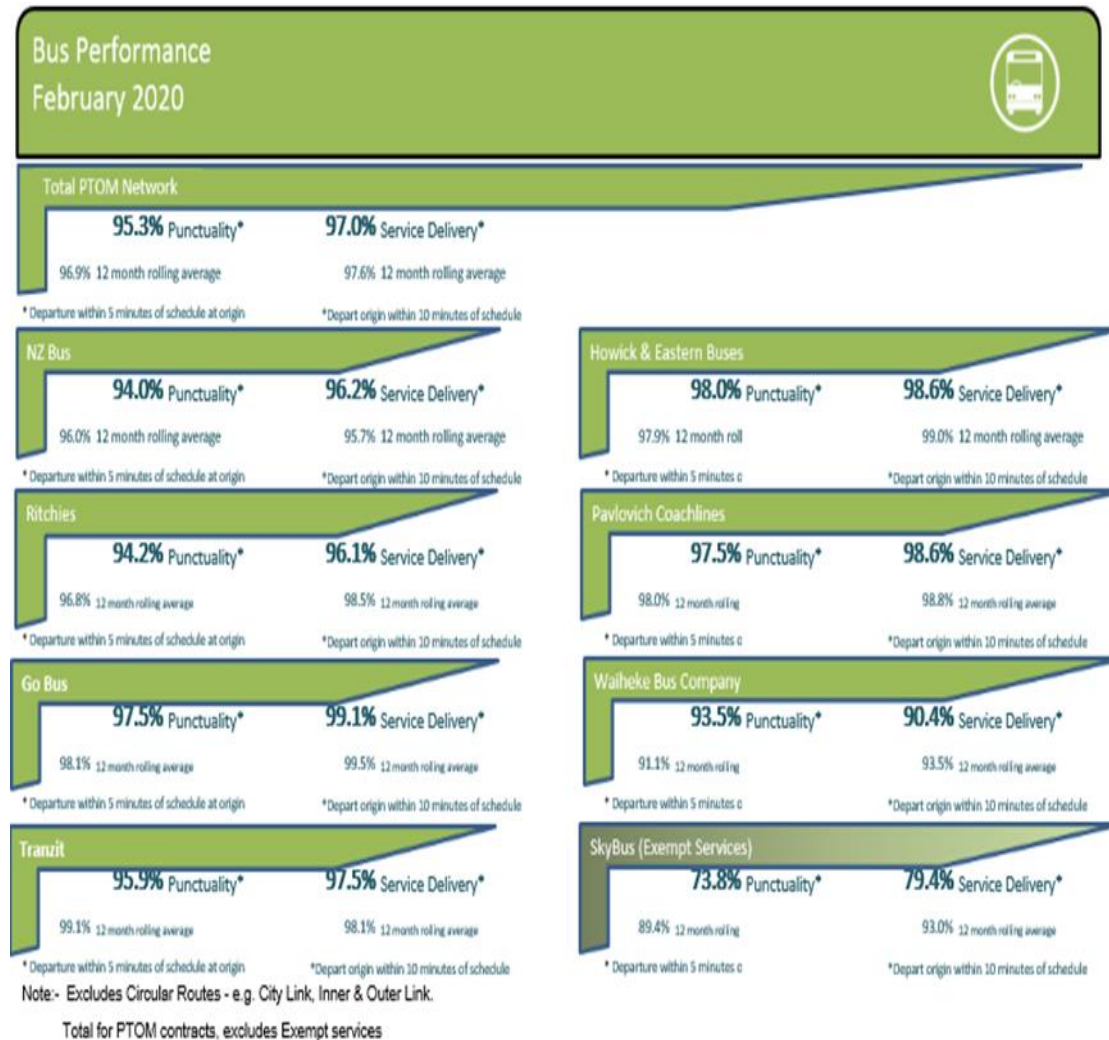 Bus Performance
February 2020
Total PTOM Network
95.3% Punctuality* 97.0% Service Delivery*
96.9% 12 month rolling average 97.6% 12 month rolling average
* Departure within 5 minutes of schedule at origin *Depart origin within 10 minutes of schedule
NZ Bus
94.0% Punctuality* 96.2% Service Delivery*
96.0% 12 month rolling average 95.7% 12 month rolling average
* Departure within 5 minutes of schedule at origin *Depart origin within 10 minutes of schedule
Howick & Eastern Buses
98.0% Punctuality* 98.6% Service Delivery*
97.9% 12 month roll 99.0% 12 month rolling average
* Departure within 5 minutes o *Depart origin within 10 minutes of schedule
Ritchies
94.2% Punctuality* 96.1% Service Delivery*
96.8% 12 month rolling average 98.5% 12 month rolling average
* Departure within 5 minutes of schedule at origin *Depart origin within 10 minutes of schedule
Pavlovich Coachlines
97.5% Punctuality* 98.6% Service Delivery*
98.0% 12 month rolling 98.8% 12 month rolling average
* Departure within 5 minutes o *Depart origin within 10 minutes of schedule
Go Bus
97.5% Punctuality* 99.1% Service Delivery*
98.1% 12 month rolling average 99.5% 12 month rolling average
* Departure within 5 minutes of schedule at origin *Depart origin within 10 minutes of schedule
Waiheke Bus Company
93.5% Punctuality* 90.4% Service Delivery*
91.1% 12 month rolling 93.5% 12 month rolling average
* Departure within 5 minutes o *Depart origin within 10 minutes of schedule
Tranzit
95.9% Punctuality* 97.5% Service Delivery*
99.1% 12 month rolling average 98.1% 12 month rolling average
* Departure within 5 minutes of schedule at origin *Depart origin within 10 minutes of schedule
SkyBus (Exempt Services)
73.8% Punctuality* 79.4% Service Delivery*
89.4% 12 month rolling 93.0% 12 month rolling average
* Departure within 5 minutes o *Depart origin within 10 minutes of schedule
Note:- Excludes Circular Routes - e.g. City Link, Inner & Outer Link.
Total for PTOM contracts, excludes Exempt services